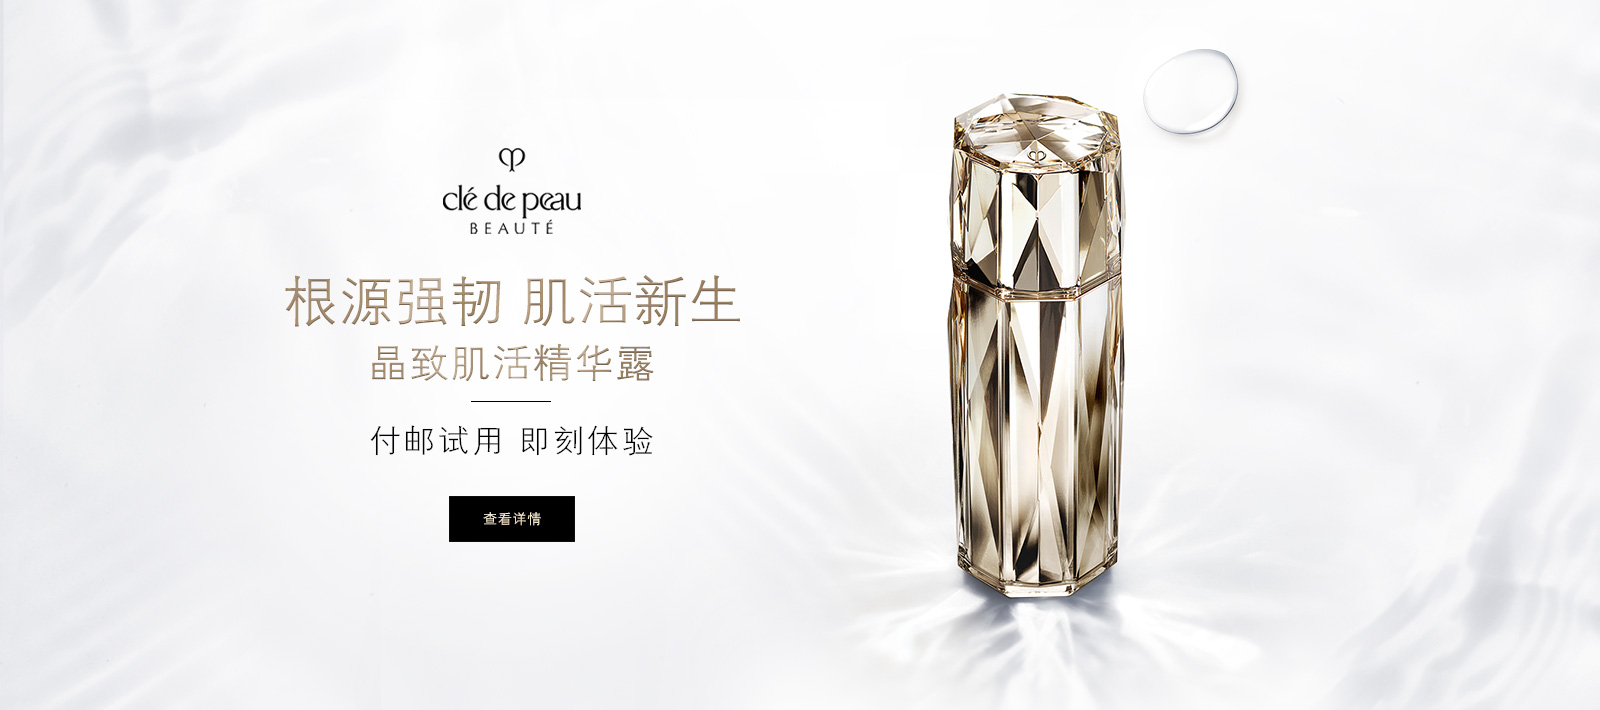 clé de peau
BEAUTÉ
根源强韧 肌活新生
晶致肌活精华露
付邮试用 即刻体验
查看详情